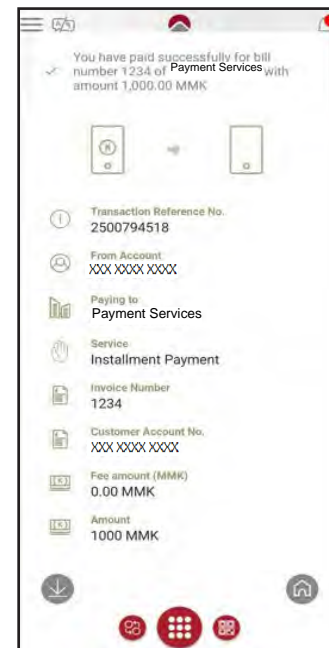 You have paid successfully for bill
number 1234 of Payment Services with
amount 1,000.00 MMK
Transaction Reference No.
2500794518
From Account
XXX XXXX XXXX
Paying to
Payment Services
Service
Installment Payment
Invoice Number
1234
Customer Account No.
XXX XXXX XXXX
Fee amount (MMK)
0.00 MMK
Amount
1000 MMK